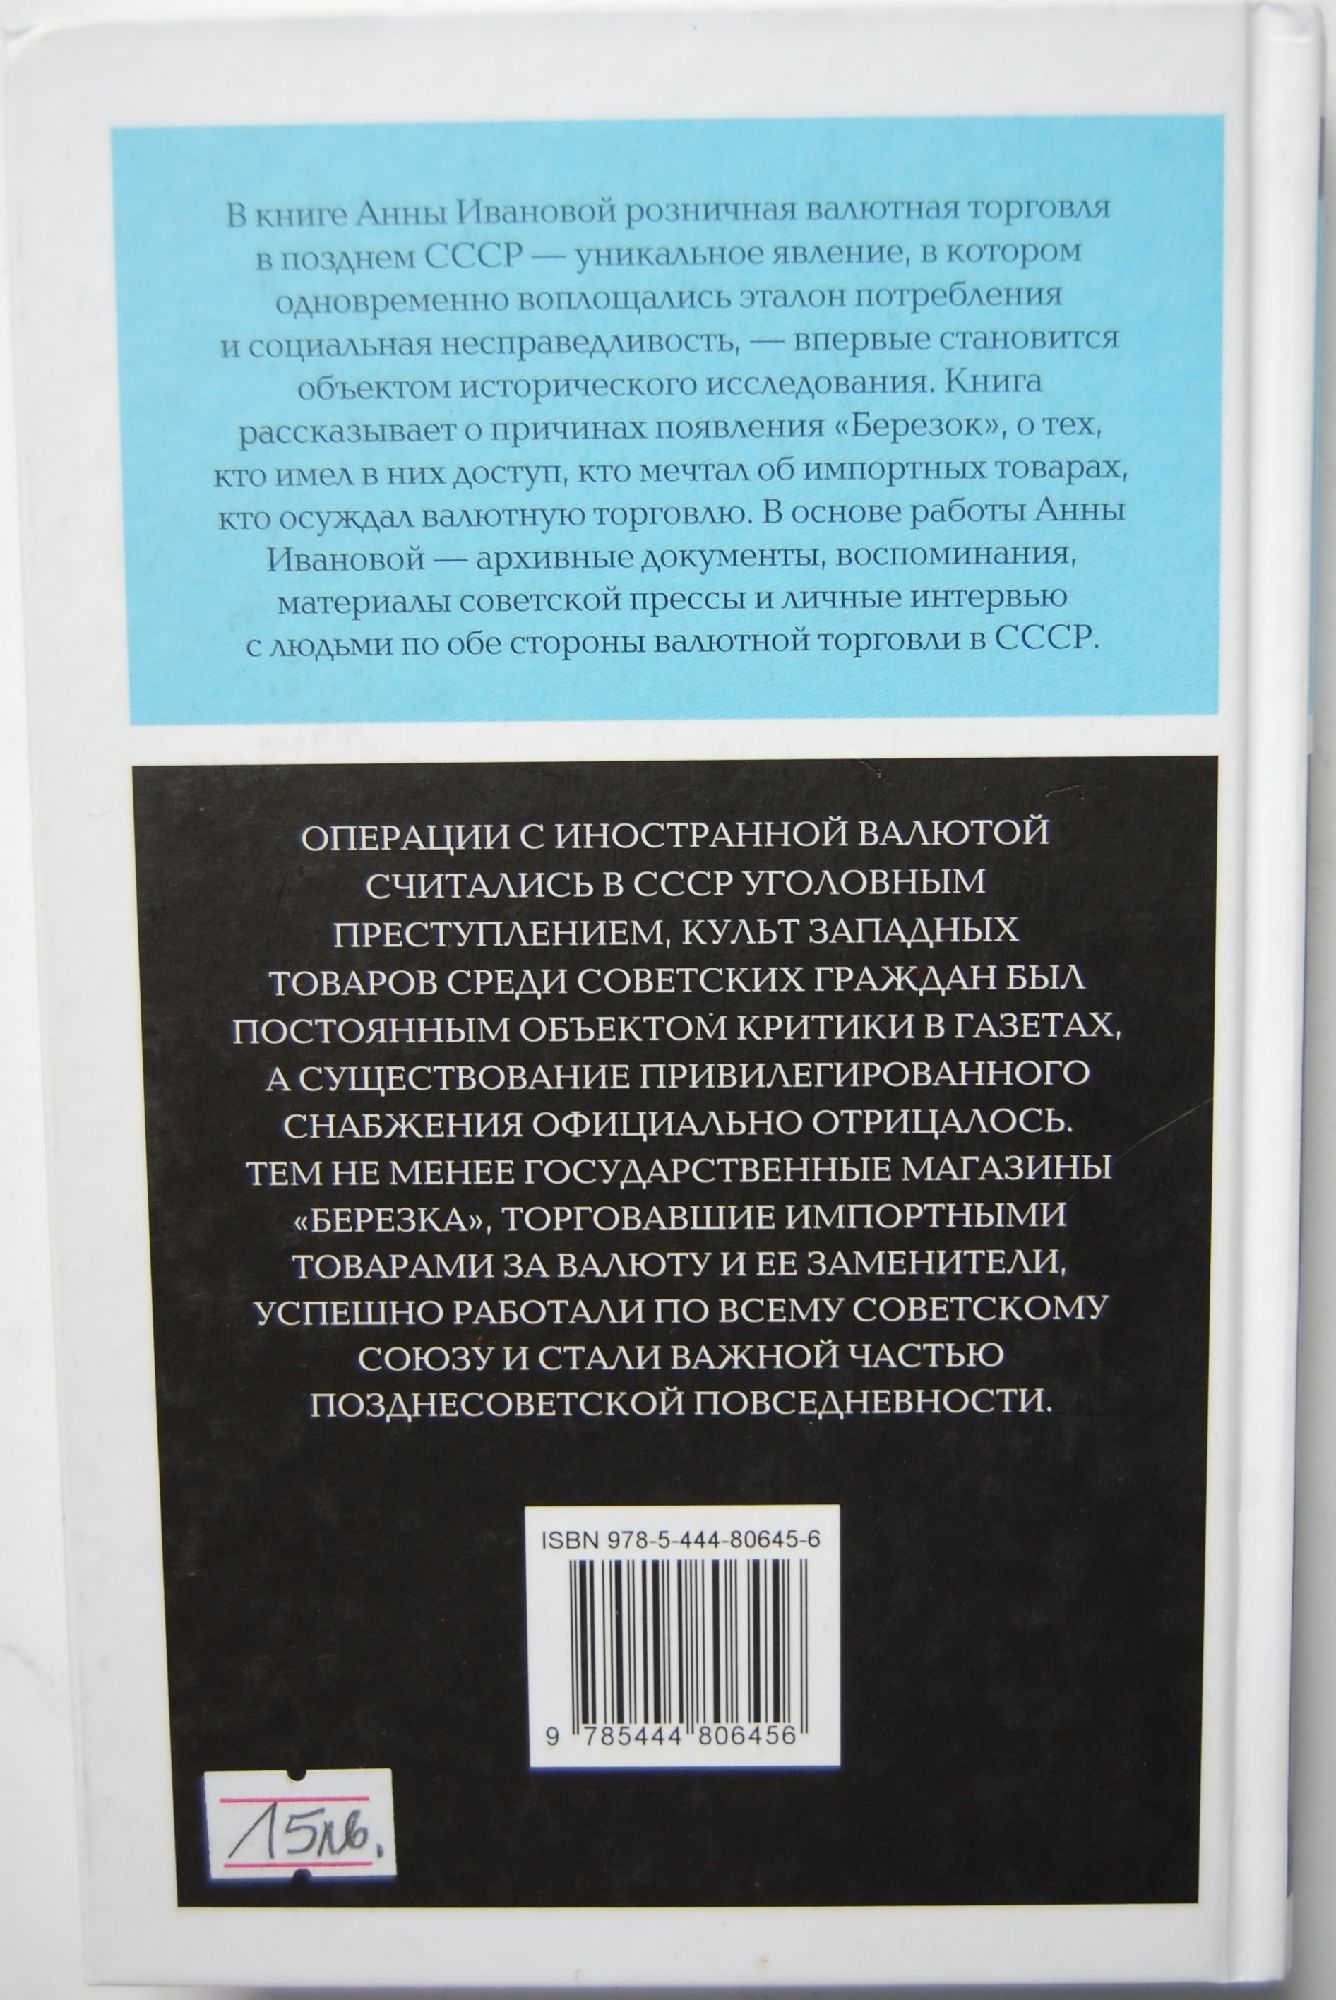 В книге Анны Ивановой розничная валютная торговля
в позднем СССР — уникальное явление, в котором
одновременно воплощались эталон потребления
и социальная несправедливость, — впервые становится
объектом исторического исследования. Книга
рассказывает о причинах появления «Березок», о тех,
кто имел в них доступ, кто мечтал об импортных товарах,
кто осуждал валютную торговлю. В основе работы Анны
Ивановой — архивные документы, воспоминания,
материалы советской прессы и личные интервью
с людьми по обе стороны валютной торговли в СССР.
ОПЕРАЦИИ С ИНОСТРАННОЙ ВАЛЮТОЙ
СЧИТАЛИСЬ В СССР УГОЛОВНЫМ
ПРЕСТУПЛЕНИЕМ, КУЛЬТ ЗАПАДНЫХ
ТОВАРОВ СРЕДИ СОВЕТСКИХ ГРАЖДАН БЫЛ
ПОСТОЯННЫМ ОБЪЕКТОМ КРИТИКИ В ГАЗЕТАХ,
А СУЩЕСТВОВАНИЕ ПРИВИЛЕГИРОВАННОГО
СНАБЖЕНИЯ ОФИЦИАЛЬНО ОТРИЦАЛОСЬ.
ТЕМ НЕ МЕНЕЕ ГОСУДАРСТВЕННЫЕ МАГАЗИНЫ
«БЕРЕЗКА», ТОРГОВАВШИЕ ИМПОРТНЫМИ
ТОВАРАМИ ЗА ВАЛЮТУ И ЕЕ ЗАМЕНИТЕЛИ,
УСПЕШНО РАБОТАЛИ ПО ВСЕМУ СОВЕТСКОМУ
СОЮЗУ И СТАЛИ ВАЖНОЙ ЧАСТЬЮ
ПОЗДНЕСОВЕТСКОЙ ПОВСЕДНЕВНОСТИ.
ISBN 978-5-444-80645-6
9 785444 806456
15лв.